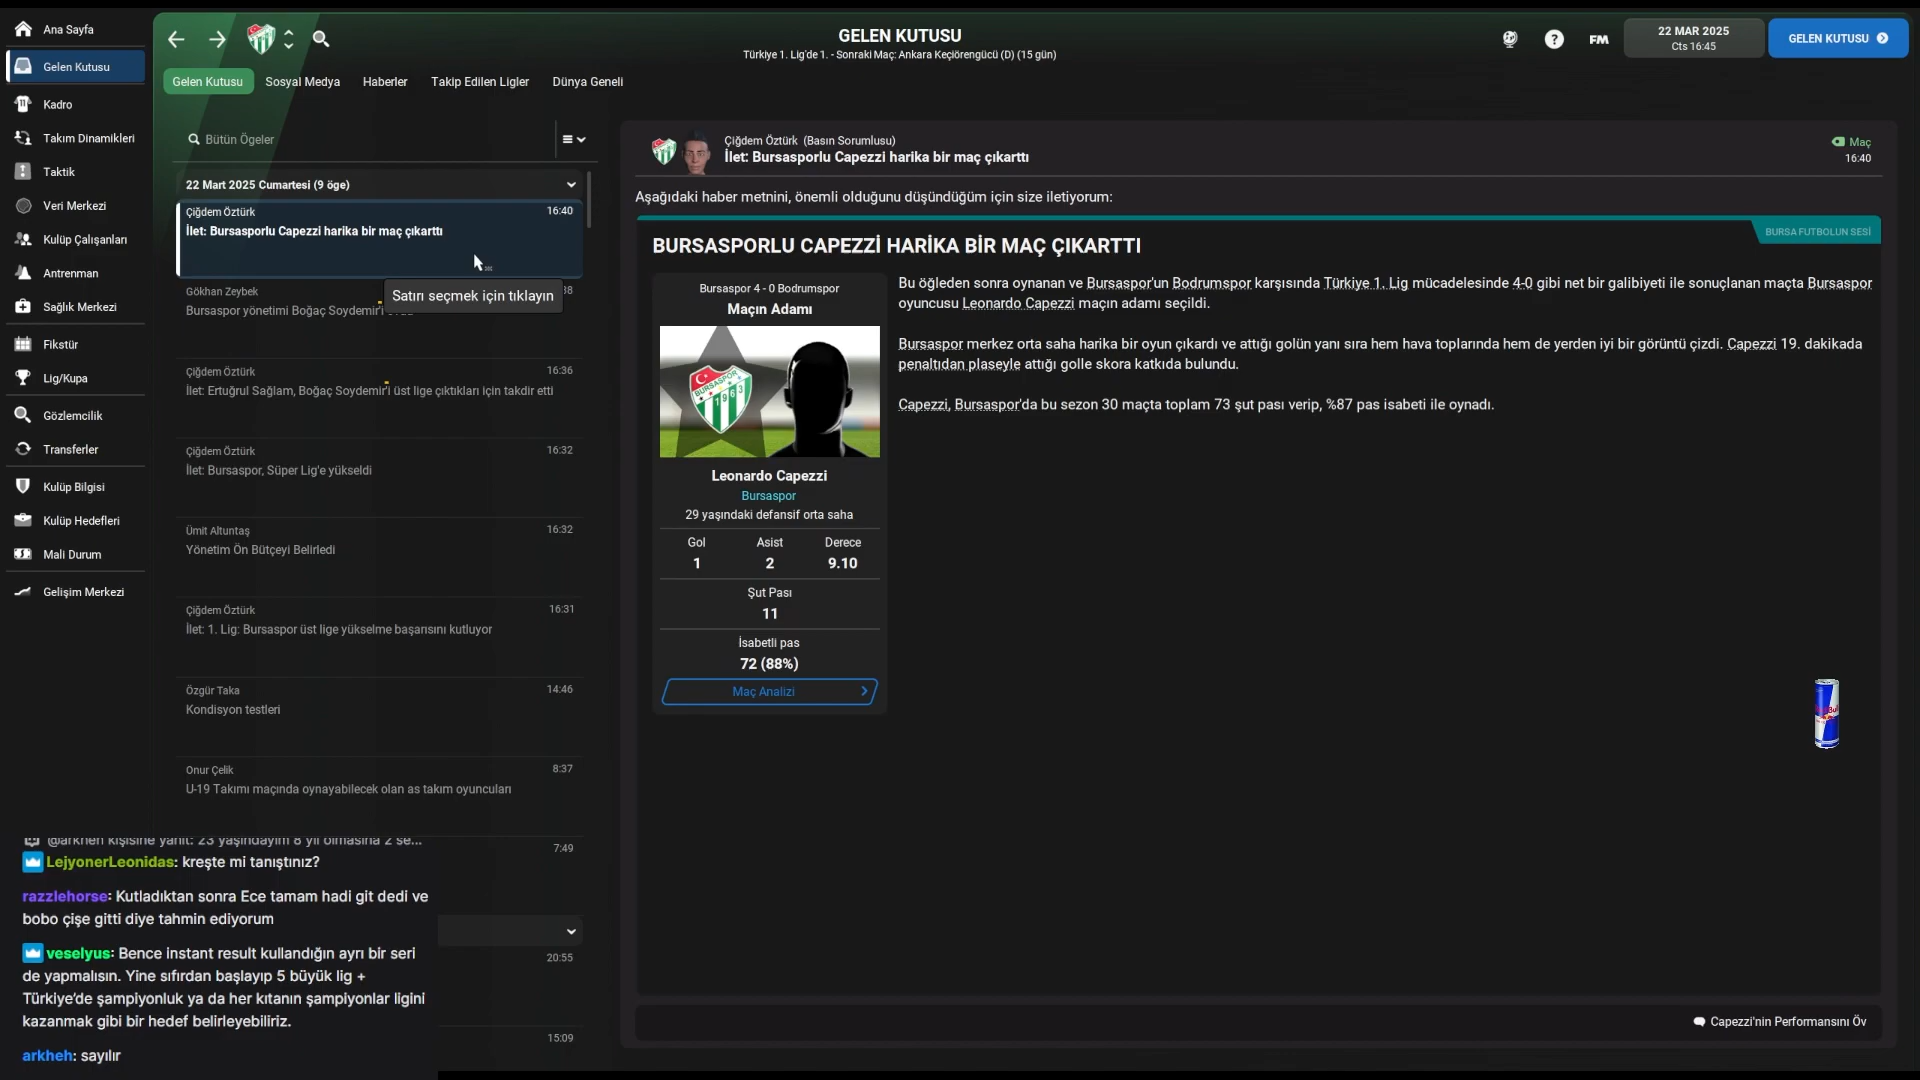 Ana Sayfa
Gelen Kutusu
Kadro
Takım Dinamikleri
Taktik
Veri Merkezi
Kulüp Çalışanları
Antrenman
Sağlık Merkezi
Fikstür
Lig/Kupa
Gözlemcilik
Transferler
Kulüp Bilgisi
Kulüp Hedefleri
Mali Durum
Gelişim Merkezi
GELEN KUTUSU
Türkiye 1. Lig'de 1. - Sonraki Maç: Ankara Keçiörengücü (D) (15 gün)
FM
22 MAR 2025
Cts 16:45
GELEN KUTUSU
Gelen Kutusu
Sosyal Medya
Haberler
Takip Edilen Ligler
Dünya Geneli
Bütün Ögeler
22 Mart 2025 Cumartesi (9 öge)
Çiğdem Öztürk 16:40
İlet: Bursasporlu Capezzi harika bir maç çıkarttı
Satırı seçmek için tıklayın
Gökhan Zeybek
Bursaspor yönetimi Boğaç Soydemir'i
Çiğdem Öztürk 16:36
İlet: Ertuğrul Sağlam, Boğaç Soydemir'i üst lige çıktıkları için takdir etti
Çiğdem Öztürk 16:32
İlet: Bursaspor, Süper Lig'e yükseldi
Ümit Altuntaş 16:32
Yönetim Ön Bütçeyi Belirledi
Çiğdem Öztürk 16:31
İlet: 1. Lig: Bursaspor üst lige yükselme başarısını kutluyor
Özgür Taka 14:46
Kondisyon testleri
Onur Çelik 8:37
U-19 Takımı maçında oynayabilecek olan as takım oyuncuları
7:49
20:55
15:09
@arkheh kişisine yanıt: 23 yaşındayım 8 yıl olmasına 2 se...
LejyonerLeonidas: kreşte mi tanıştınız?
razzlehorse: Kutladıktan sonra Ece tamam hadi git dedi ve
bobo çişe gitti diye tahmin ediyorum
veselyus: Bence instant result kullandığın ayrı bir seri
de yapmalısın. Yine sıfırdan başlayıp 5 büyük lig +
Türkiye'de şampiyonluk ya da her kıtanın şampiyonlar ligini
kazanmak gibi bir hedef belirleyebiliriz.
arkheh: sayılır
Çiğdem Öztürk (Basın Sorumlusu)
İlet: Bursasporlu Capezzi harika bir maç çıkarttı
Maç
16:40
Aşağıdaki haber metnini, önemli olduğunu düşündüğüm için size iletiyorum:
BURSA FUTBOLUN SESİ
BURSASPORLU CAPEZZİ HARİKA BİR MAÇ ÇIKARTTI
Bursaspor 4 - 0 Bodrumspor
Maçın Adamı
BURSASPOR
1963
Leonardo Capezzi
Bursaspor
29 yaşındaki defansif orta saha
Gol Asist Derece
1 2 9.10
Şut Pası
11
İsabetli pas
72 (88%)
Maç Analizi
Bu öğleden sonra oynanan ve Bursaspor'un Bodrumspor karşısında Türkiye 1. Lig mücadelesinde 4-0 gibi net bir galibiyeti ile sonuçlanan maçta Bursaspor
oyuncusu Leonardo Capezzi maçın adamı seçildi.
Bursaspor merkez orta saha harika bir oyun çıkardı ve attığı golün yanı sıra hem hava toplarında hem de yerden iyi bir görüntü çizdi. Capezzi 19. dakikada
penaltıdan plaseyle attığı golle skora katkıda bulundu.
Capezzi, Bursaspor'da bu sezon 30 maçta toplam 73 şut pası verip, %87 pas isabeti ile oynadı.
Capezzi'nin Performansını Öv